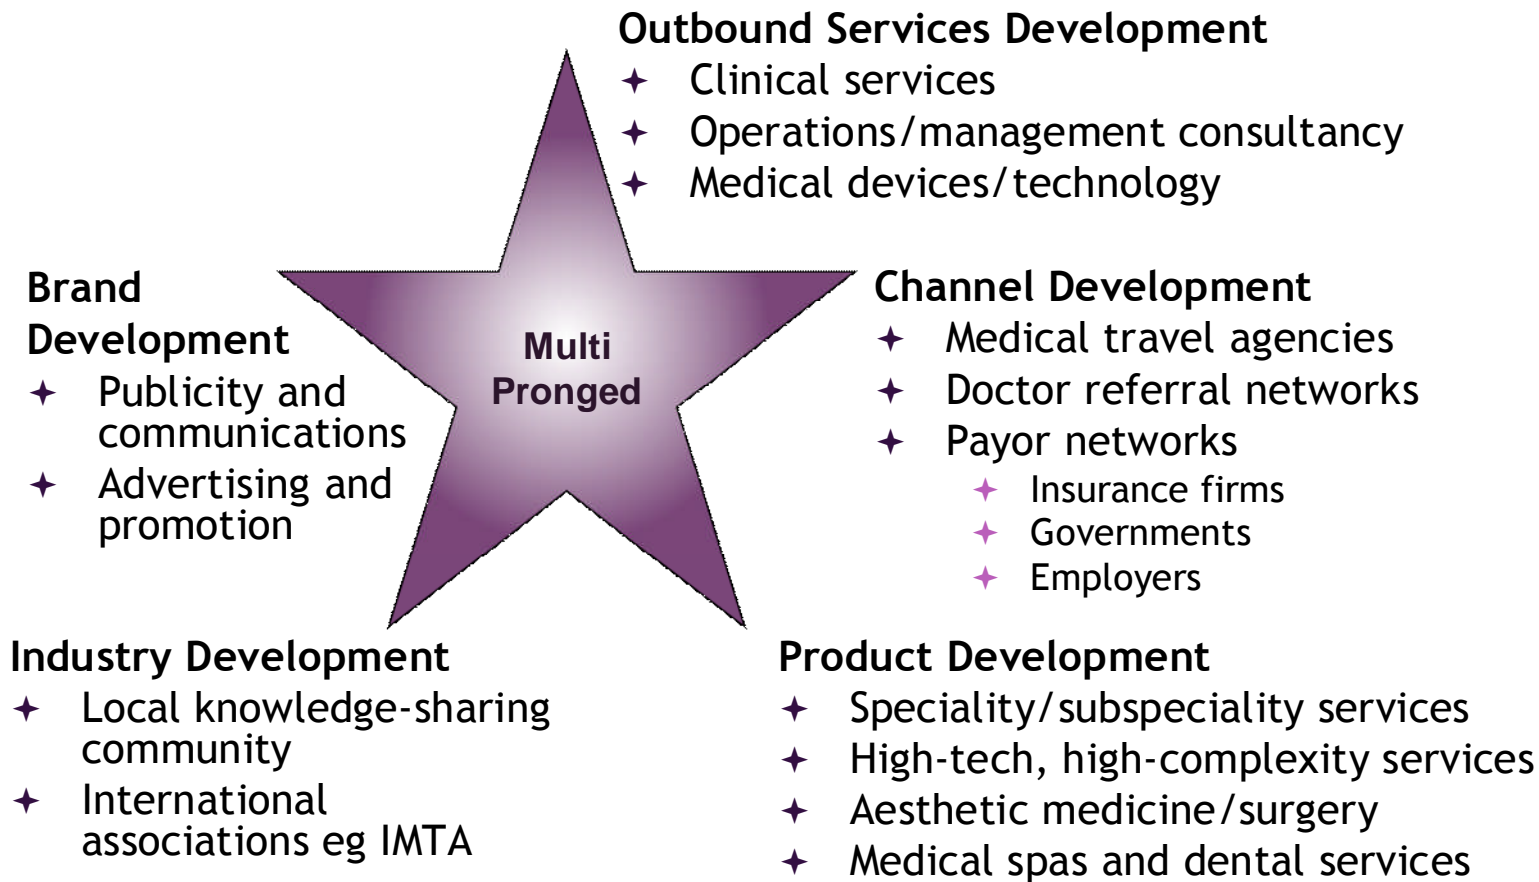 Outbound Services Development
Clinical services
Operations/management consultancy
Medical devices/technology
Brand
Development
Publicity and
communications
Advertising and
promotion
Multi
Pronged
Channel Development
Medical travel agencies
Doctor referral networks
Payor networks
Insurance firms
Governments
Employers
Industry Development
Local knowledge-sharing
community
International
associations eg IMTA
Product Development
Speciality/subspeciality services
High-tech, high-complexity services
Aesthetic medicine/surgery
Medical spas and dental services